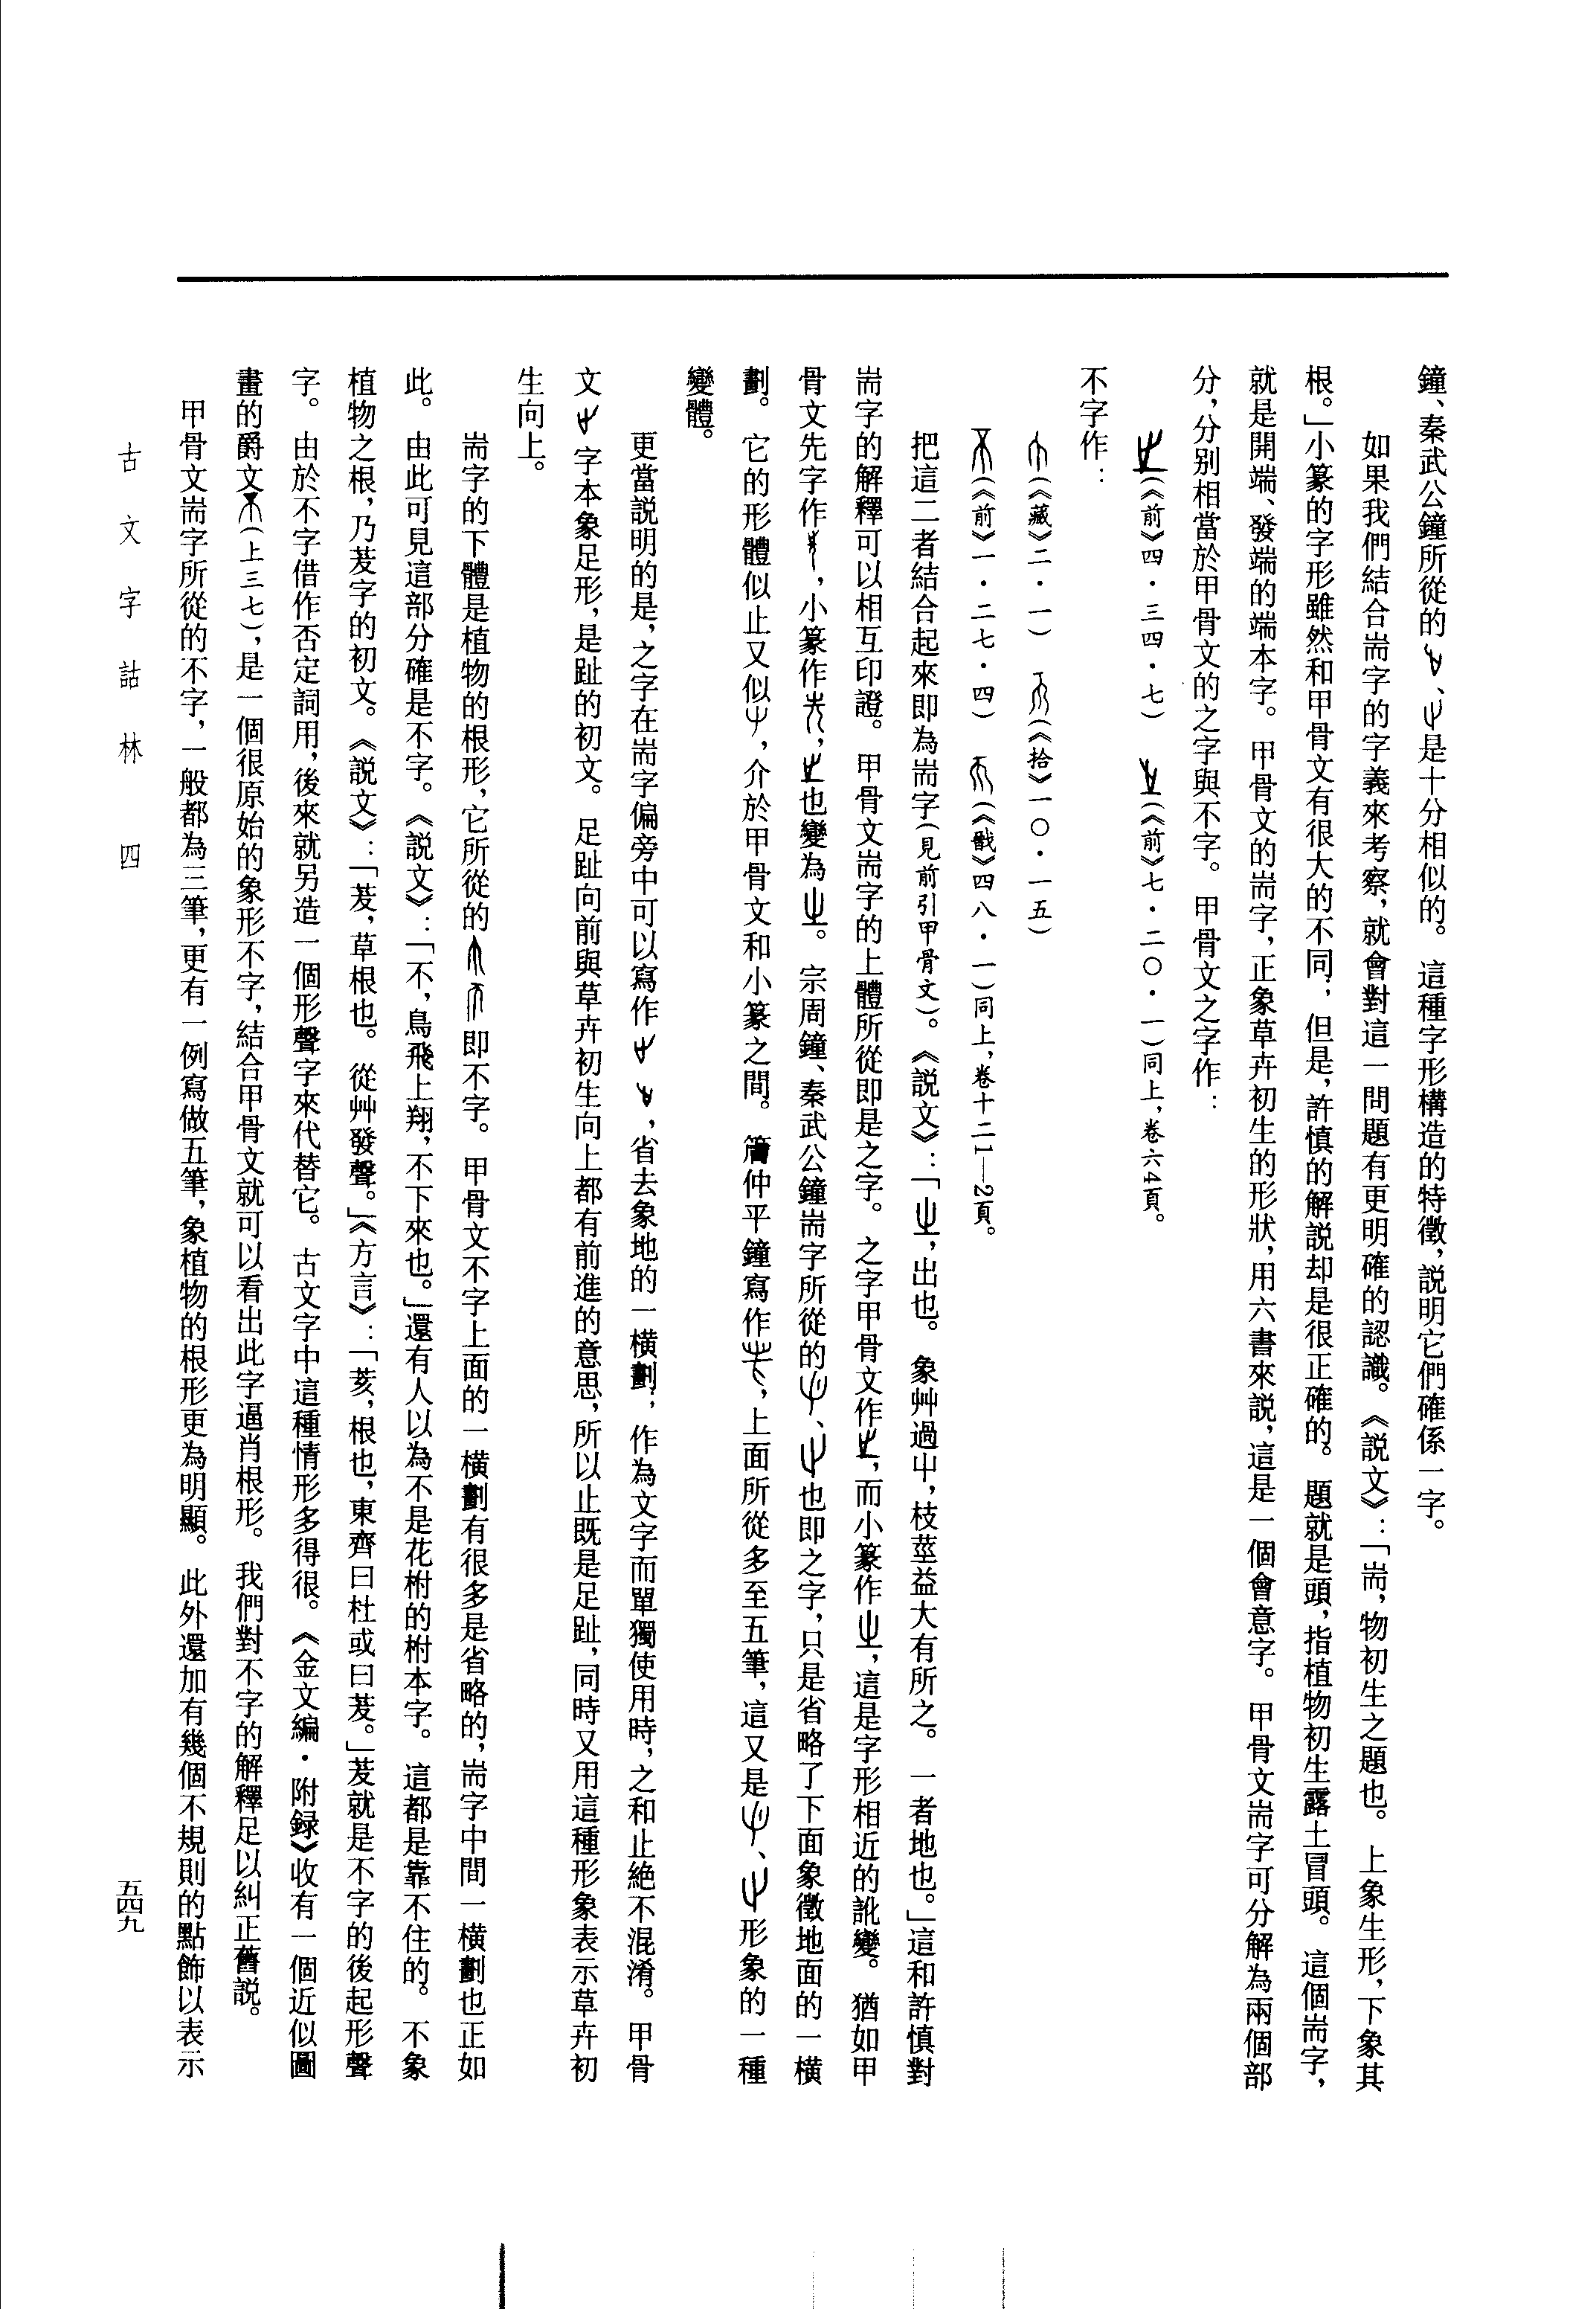 鐘、秦武公鐘所從的、是十分相似的。這種字形構造的特徵，説明它們確係一字。
如果我們結合耑字的字義來考察，就會對這一問題有更明確的認識。《説文》：「耑，物初生之題也。上象生形，下象其
根。」小篆的字形雖然和甲骨文有很大的不同；但是，許慎的解説却是很正確的。題就是頭，指植物初生露土冒頭。這個耑字，
就是開端、發端的端本字。甲骨文的耑字，正象草卉初生的形狀，用六書來説，這是一個會意字。甲骨文耑字可分解為兩個部
分，分别相當於甲骨文的之字與不字。甲骨文之字作：
（《前》四・三四・七）　（《前》七・二〇・一）同上，卷六4頁。
不字作：
（《藏》二・一）　（《拾》一〇・一五）
（《前》一・二七・四）　（《戩》四八・一）同上，卷十二1—2頁。
把這二者結合起來即為耑字（見前引甲骨文）。《説文》：「㞢，出也。象艸過屮，枝莖益大有所之。一者地也。」這和許慎對
耑字的解釋可以相互印證。甲骨文耑字的上體所從即是之字。之字甲骨文作，而小篆作㞢，這是字形相近的訛變。猶如甲
骨文先字作，小篆作，也變為㞢。宗周鐘、秦武公鐘耑字所從的、也即之字，只是省略了下面象徵地面的一横
劃。它的形體似止又似屮，介於甲骨文和小篆之間。簷仲平鐘寫作，上面所從多至五筆，這又是、形象的一種
變體。
更當説明的是，之字在耑字偏旁中可以寫作，省去象地的一横劃；作為文字而單獨使用時，之和止絶不混淆。甲骨
文字本象足形，是趾的初文。足趾向前與草卉初生向上都有前進的意思，所以止既是足趾，同時又用這種形象表示草卉初
生向上。
耑字的下體是植物的根形，它所從的即不字。甲骨文不字上面的一横劃有很多是省略的，耑字中間一横劃也正如
此。由此可見這部分確是不字。《説文》：「不，鳥飛上翔，不下來也。」還有人以為不是花柎的柎本字。這都是靠不住的。不象
植物之根，乃茇字的初文。《説文》：「茇，草根也。從艸發聲。」《方言》：「荄，根也，東齊曰杜或曰茇。」茇就是不字的後起形聲
字。由於不字借作否定詞用，後來就另造一個形聲字來代替它。古文字中這種情形多得很。《金文編・附録》收有一個近似圖
畫的爵文（上三七），是一個很原始的象形不字，結合甲骨文就可以看出此字逼肖根形。我們對不字的解釋足以糾正舊説。
甲骨文耑字所從的不字，一般都為三筆，更有一例寫做五筆，象植物的根形更為明顯。此外還加有幾個不規則的點飾以表示
古文字詁林　四
五四九